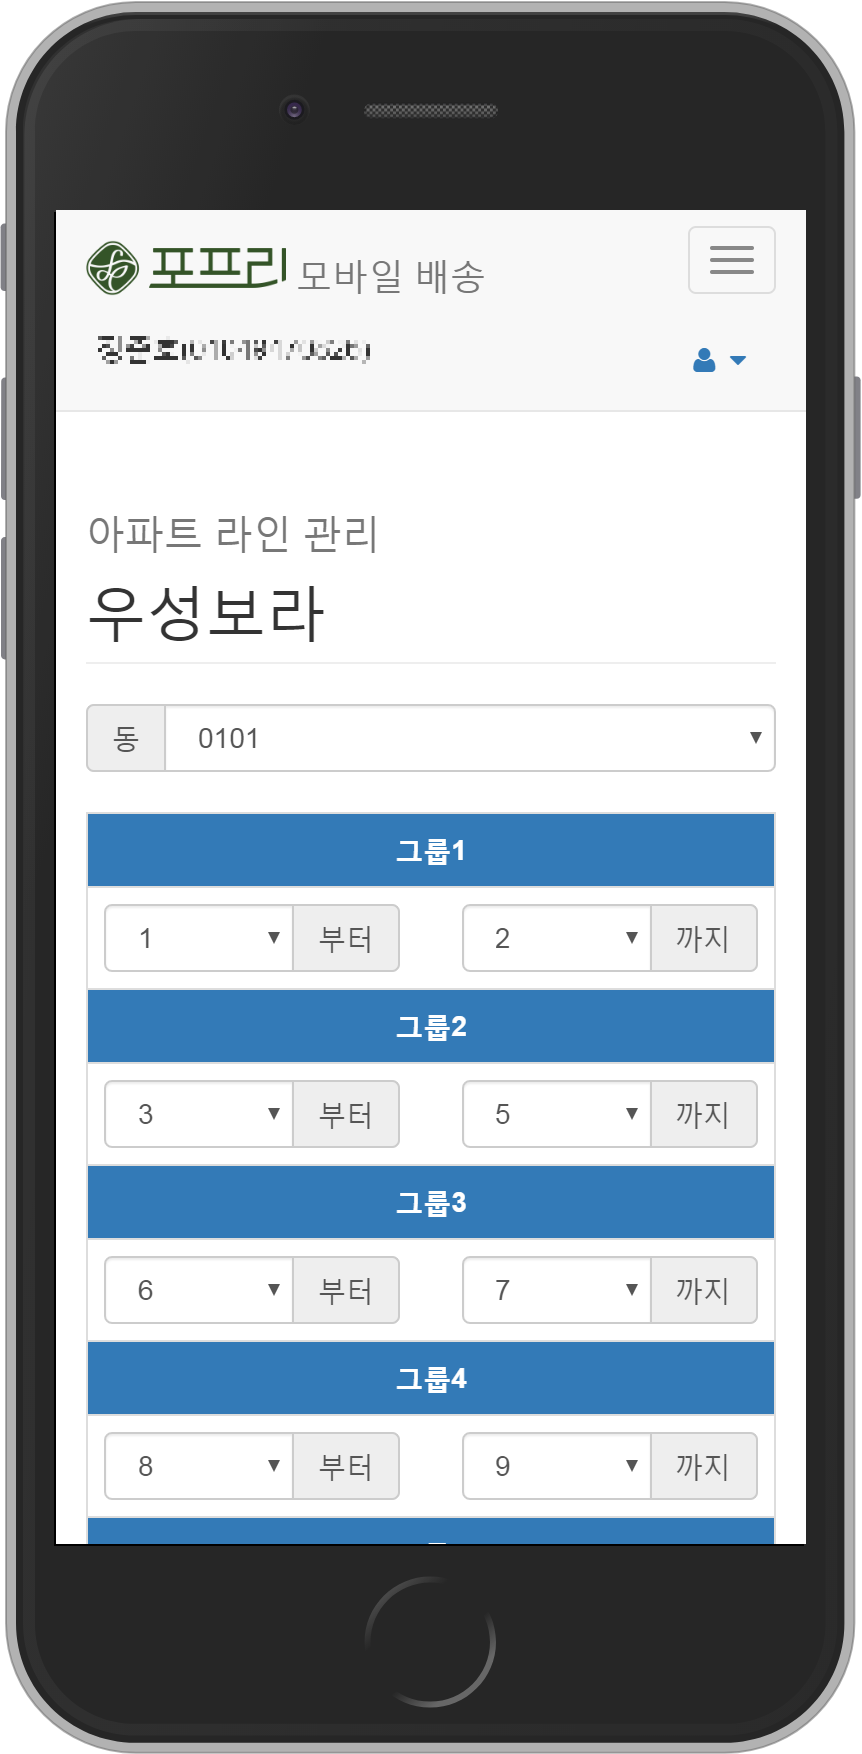 포프리 모바일 배송
아파트 라인 관리
우성보라
동 0101
그룹1
1 부터 2 까지
그룹2
3 부터 5 까지
그룹3
6 부터 7 까지
그룹4
8 부터 9 까지